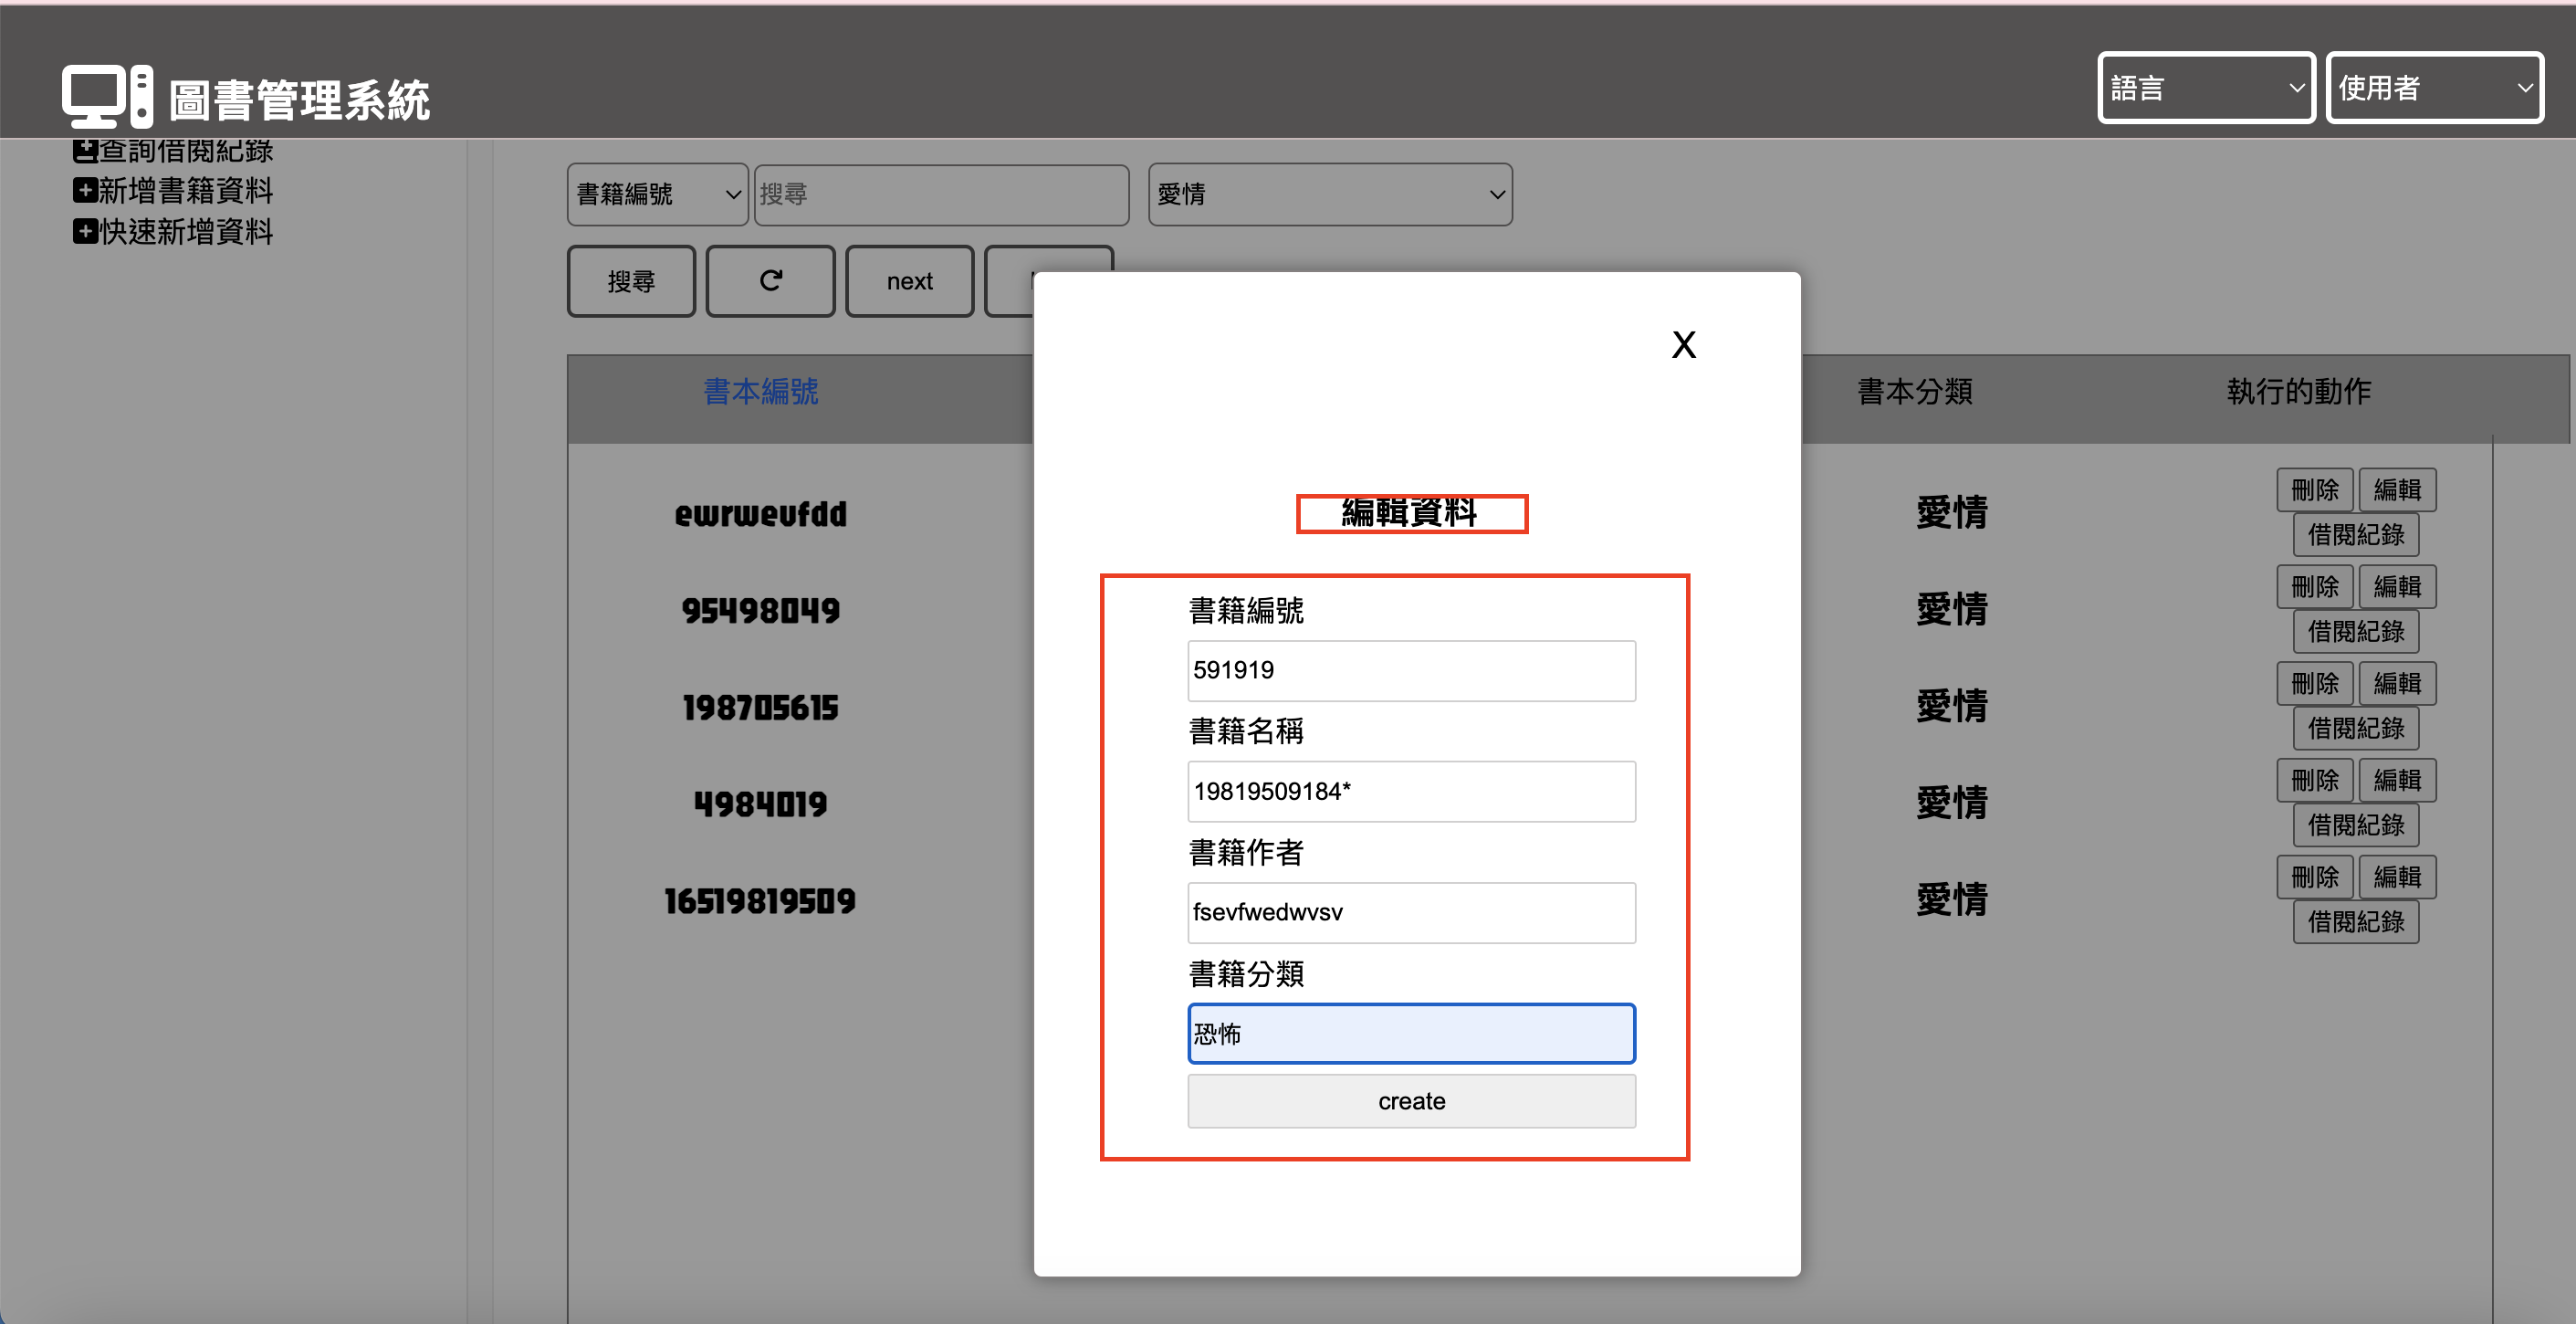 圖書管理系統
語言
使用者
查詢借閱紀錄
新增書籍資料
快速新增資料
書籍編號
搜尋
愛情
搜尋
next
書本編號
書本分類
執行的動作
ewrwevfdd
愛情
刪除 編輯
借閱紀錄
95498049
愛情
刪除 編輯
借閱紀錄
198705615
愛情
刪除 編輯
借閱紀錄
4984019
愛情
刪除 編輯
借閱紀錄
16519819509
愛情
刪除 編輯
借閱紀錄
X
編輯資料
書籍編號
591919
書籍名稱
19819509184*
書籍作者
fsevfwedwvsv
書籍分類
恐怖
create